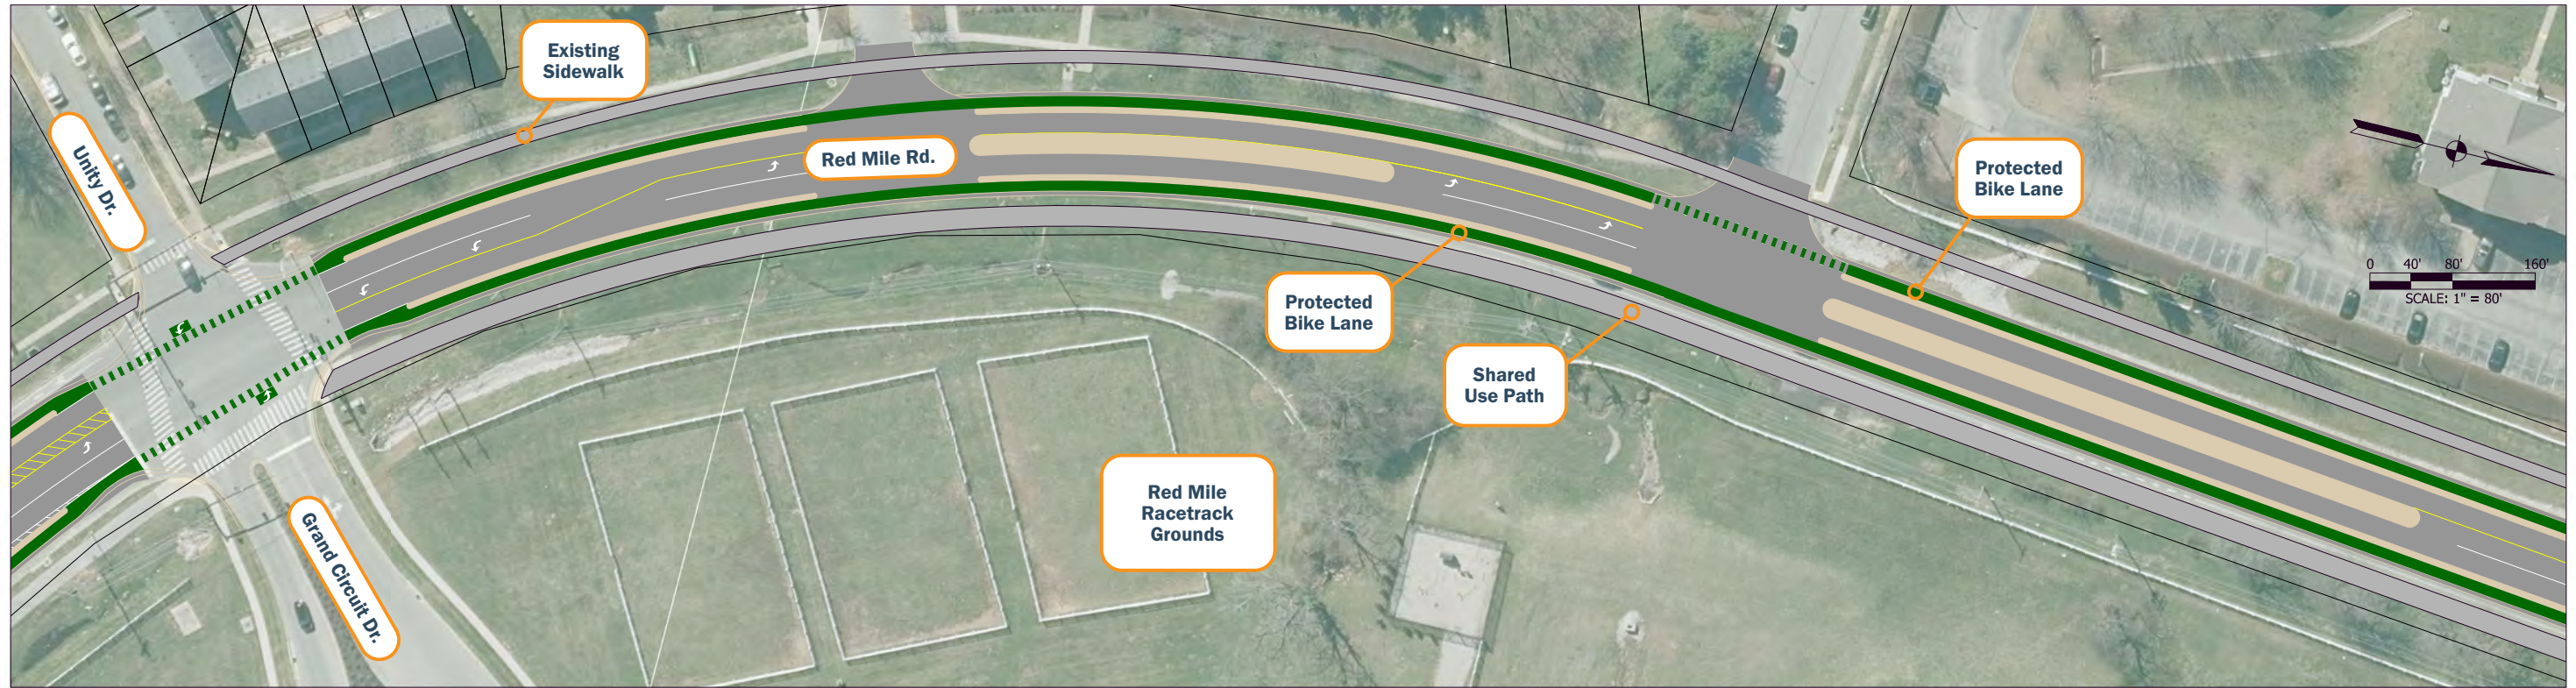 Existing
Sidewalk
Unity Dr.
Red Mile Rd.
Protected
Bike Lane
0 40' 80' 160'
SCALE: 1" = 80'
Protected
Bike Lane
Shared
Use Path
Red Mile
Racetrack
Grounds
Grand Circuit Dr.